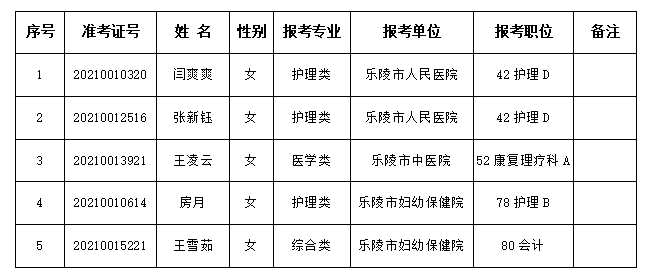 序号 准考证号 姓 名 性别 报考专业 报考单位 报考职位 备注
1 20210010320 闫爽爽 女 护理类 乐陵市人民医院 42 护理 D
2 20210012516 张新钰 女 护理类 乐陵市人民医院 42 护理 D
3 20210013921 王凌云 女 医学类 乐陵市中医院 52 康复理疗科 A
4 20210010614 房月 女 护理类 乐陵市妇幼保健院 78 护理 B
5 20210015221 王雪茹 女 综合类 乐陵市妇幼保健院 80 会计